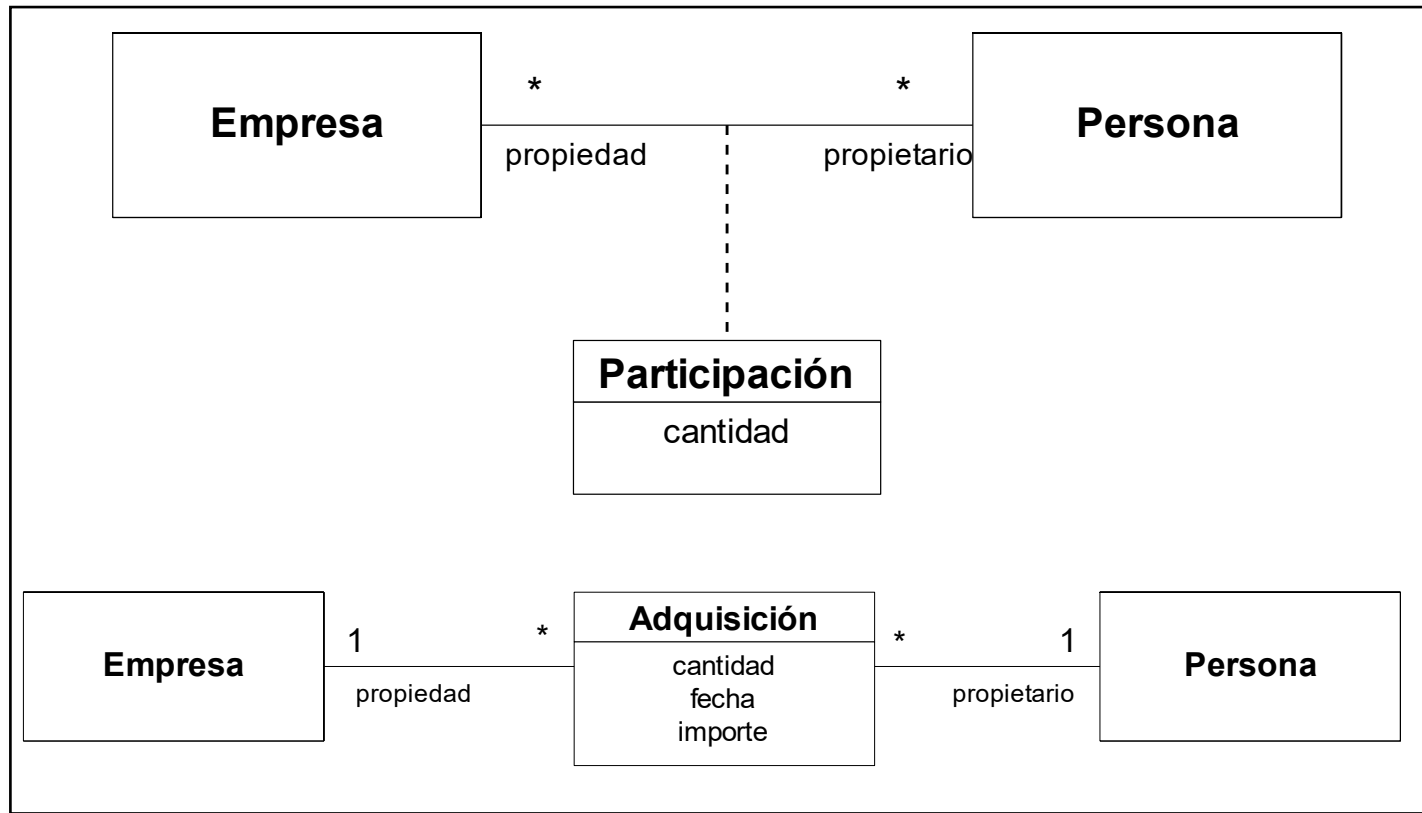 * *
Empresa Persona
propiedad propietario
Participación
cantidad
1 * Adquisición * 1
Empresa cantidad Persona
propiedad fecha propietario
importe